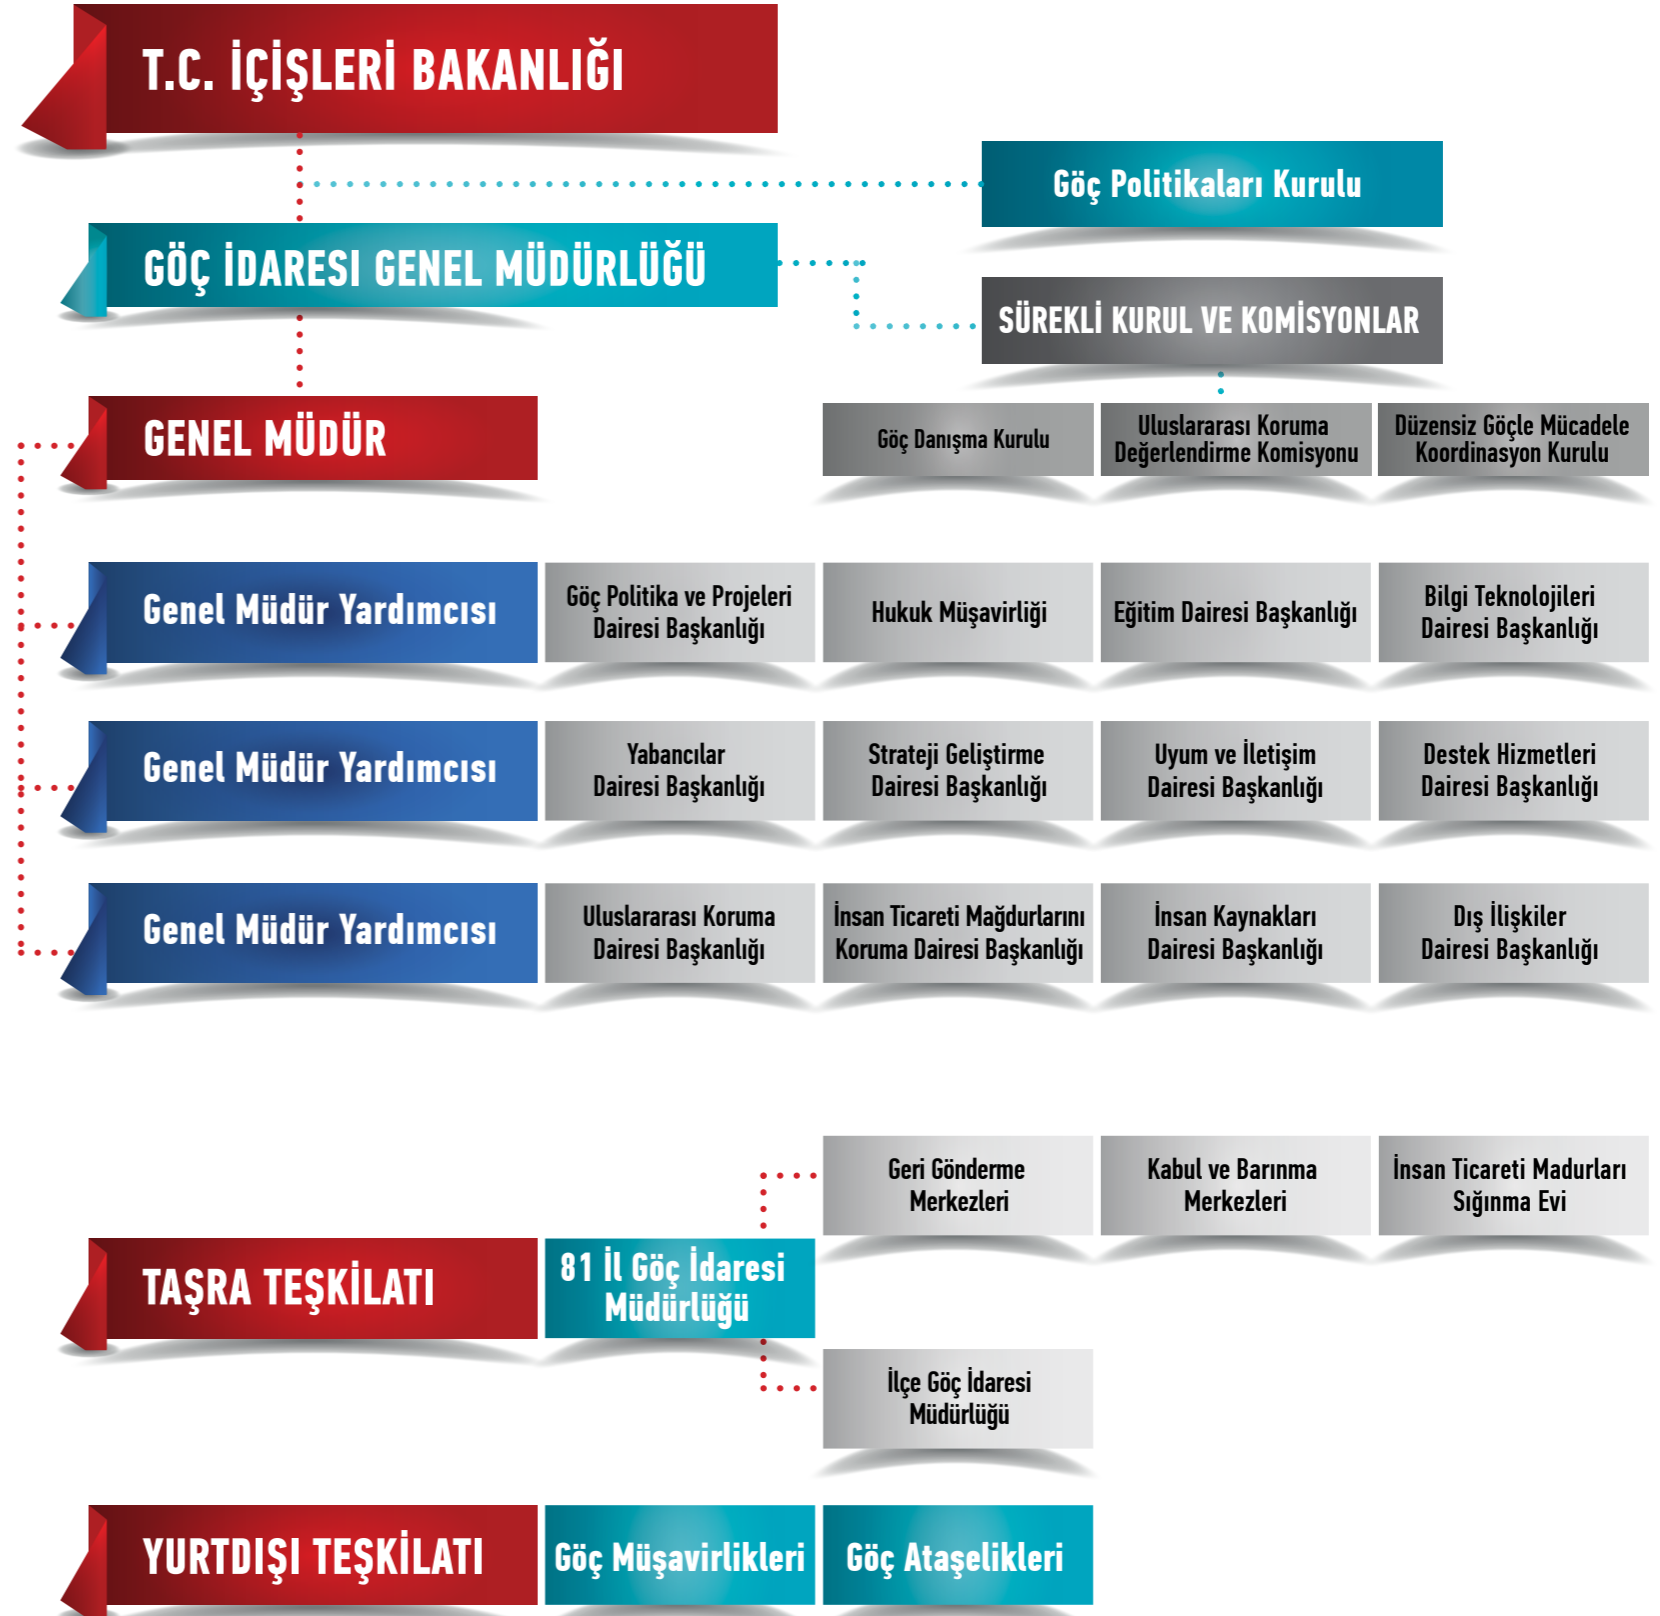 T.C. İÇİŞLERİ BAKANLIĞI
Göç Politikaları Kurulu
GÖÇ İDARESI GENEL MÜDÜRLÜĞÜ
SÜREKLİ KURUL VE KOMİSYONLAR
GENEL MÜDÜR
Göç Danışma Kurulu
Uluslararası Koruma
Değerlendirme Komisyonu
Düzensiz Göçle Mücadele
Koordinasyon Kurulu
Genel Müdür Yardımcısı
Göç Politika ve Projeleri
Dairesi Başkanlığı
Hukuk Müşavirliği
Eğitim Dairesi Başkanlığı
Bilgi Teknolojileri
Dairesi Başkanlığı
Genel Müdür Yardımcısı
Yabancılar
Dairesi Başkanlığı
Strateji Geliştirme
Dairesi Başkanlığı
Uyum ve İletişim
Dairesi Başkanlığı
Destek Hizmetleri
Dairesi Başkanlığı
Genel Müdür Yardımcısı
Uluslararası Koruma
Dairesi Başkanlığı
İnsan Ticareti Mağdurlarını
Koruma Dairesi Başkanlığı
İnsan Kaynakları
Dairesi Başkanlığı
Dış İlişkiler
Dairesi Başkanlığı
Geri Gönderme
Merkezleri
Kabul ve Barınma
Merkezleri
İnsan Ticareti Madurları
Sığınma Evi
TAŞRA TEŞKİLATI
81 İl Göç İdaresi
Müdürlüğü
İlçe Göç İdaresi
Müdürlüğü
YURTDIŞI TEŞKİLATI
Göç Müşavirlikleri
Göç Ataşelikleri